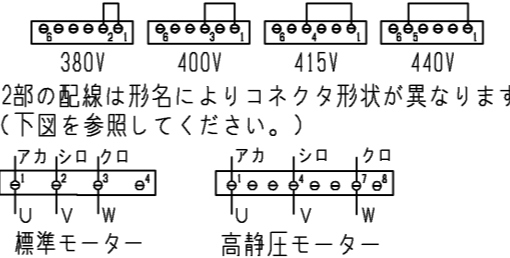 6 2 1 6 3 1 6 4 1 6 5 1
380V 400V 415V 440V
2部の配線は形名によりコネクタ形状が異なります
(下図を参照してください。)
アカ シロ クロ アカ シロ クロ
1 2 3 4 1 4 7 8
U V W U V W
標準モーター 高静圧モーター